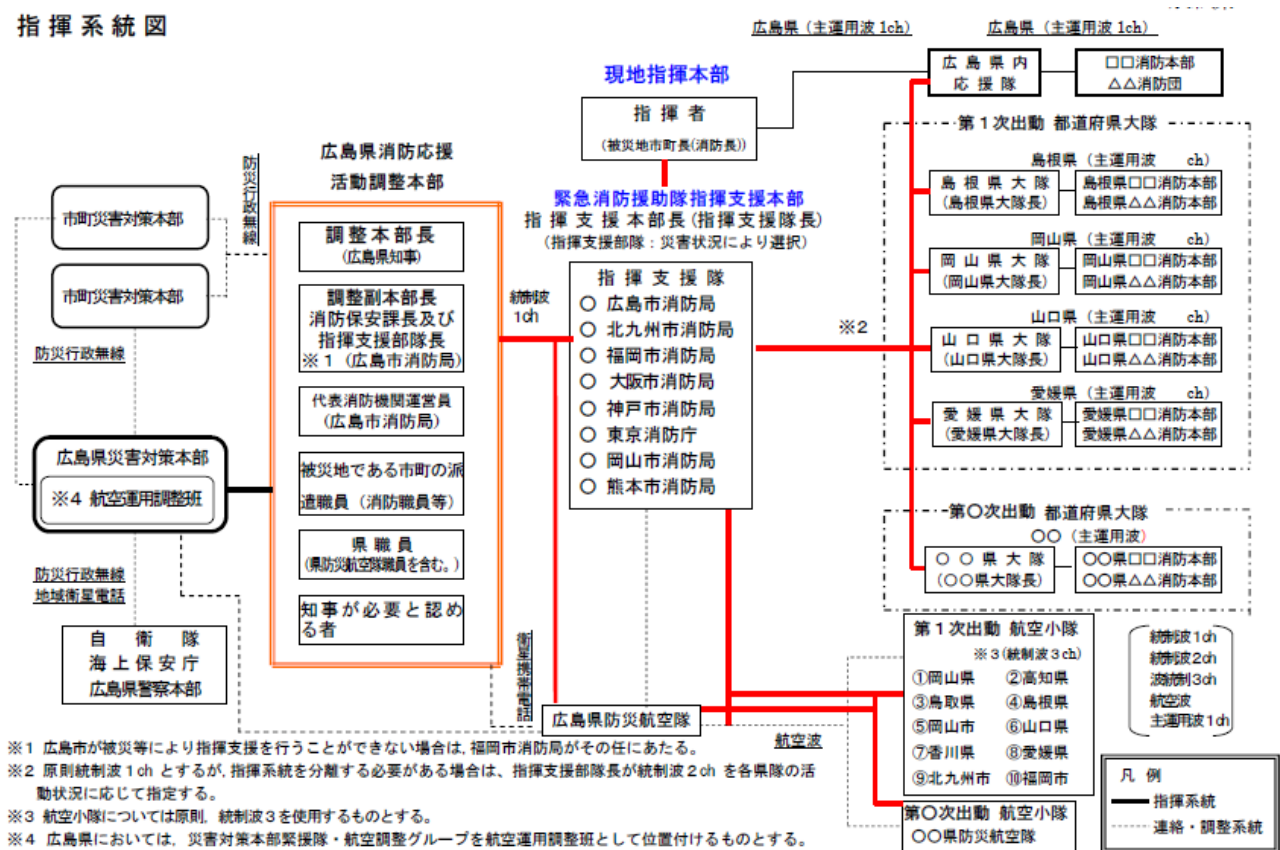 指揮系統図
広島県（主運用波 1ch）
広島県（主運用波 1ch）
現地指揮本部
指揮者
(被災地市町長(消防長))
広島県内
応援隊
□□消防本部
△△消防団
第１次出動 都道府県大隊
島根県（主運用波　ch）
島根県大隊
(島根県大隊長)
島根県□□消防本部
島根県△△消防本部
岡山県（主運用波　ch）
岡山県大隊
(岡山県大隊長)
岡山県□□消防本部
岡山県△△消防本部
山口県（主運用波　ch）
山口県大隊
(山口県大隊長)
山口県□□消防本部
山口県△△消防本部
愛媛県（主運用波　ch）
愛媛県大隊
(愛媛県大隊長)
愛媛県□□消防本部
愛媛県△△消防本部
第〇次出動 都道府県大隊
〇〇（主運用波）
〇〇県大隊
(〇〇県大隊長)
〇〇県□□消防本部
〇〇県△△消防本部
広島県消防応援
活動調整本部
防災行政無線
市町災害対策本部
市町災害対策本部
防災行政無線
調整本部長
(広島県知事)
調整副本部長
消防保安課長及び
指揮支援部隊長
※１（広島市消防局）
代表消防機関運営員
(広島市消防局)
被災地である市町の派
遣職員（消防職員等）
県職員
(県防災航空隊職員を含む。)
知事が必要と認め
る者
広島県災害対策本部
※４ 航空運用調整班
防災行政無線
地域衛星電話
自衛隊
海上保安庁
広島県警察本部
緊急消防援助隊指揮支援本部
指揮支援本部長(指揮支援隊長)
(指揮支援部隊：災害状況により選択)
統制波
1ch
指揮支援隊
〇 広島市消防局
〇 北九州市消防局
〇 福岡市消防局
〇 大阪市消防局
〇 神戸市消防局
〇 東京消防庁
〇 岡山市消防局
〇 熊本市消防局
※２
衛星携帯電話
広島県防災航空隊
航空波
第１次出動 航空小隊
※３(統制波３ch)
①岡山県　②高知県
③鳥取県　④島根県
⑤岡山市　⑥山口県
⑦香川県　⑧愛媛県
⑨北九州市　⑩福岡市
第〇次出動 航空小隊
〇〇県防災航空隊
統制波１ch
統制波２ch
波統制３ch
航空波
主運用波１ch
凡例
指揮系統
連絡・調整系統
※１ 広島市が被災等により指揮支援を行うことができない場合は,福岡市消防局がその任にあたる。
※２ 原則統制波１ch とするが,指揮系統を分離する必要がある場合は、指揮支援部隊長が統制波２ch を各県隊の活
動状況に応じて指定する。
※３ 航空小隊については原則, 統制波３を使用するものとする。
※４ 広島県においては, 災害対策本部緊援隊・航空調整グループを航空運用調整班として位置付けるものとする。